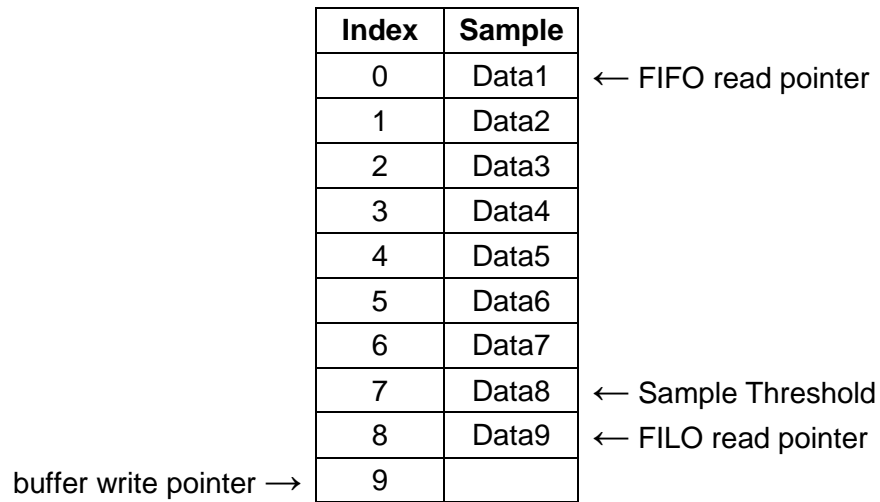 Index Sample
0 Data1 ← FIFO read pointer
1 Data2
2 Data3
3 Data4
4 Data5
5 Data6
6 Data7
7 Data8 ← Sample Threshold
8 Data9 ← FILO read pointer
buffer write pointer → 9